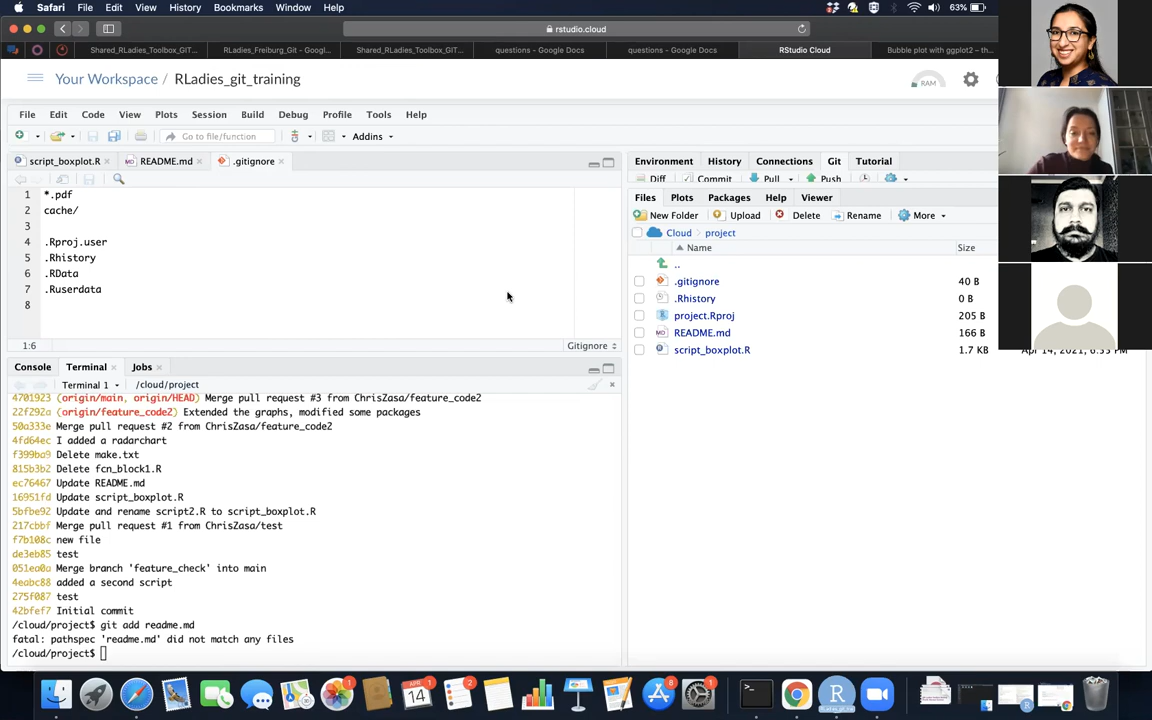 Safari File Edit View History Bookmarks Window Help 63%
rstudio.cloud
Shared_RLadies_Toolbox_GIT... RLadies_Freiburg_Git - Googl... Shared_RLadies_Toolbox_GIT... questions - Google Docs questions - Google Docs RStudio Cloud Bubble plot with ggplot2 – th...
Your Workspace / RLadies_git_training RAM
File Edit Code View Plots Session Build Debug Profile Tools Help
Go to file/function Addins
script_boxplot.R README.md .gitignore
1 *.pdf
2 cache/
3
4 .Rproj.user
5 .Rhistory
6 .RData
7 .Ruserdata
8
1:6 Gitignore
Console Terminal Jobs
Terminal 1 /cloud/project
4701923 (origin/main, origin/HEAD) Merge pull request #3 from ChrisZasa/feature_code2
22f292a (origin/feature_code2) Extended the graphs, modified some packages
50a333e Merge pull request #2 from ChrisZasa/feature_code2
4fd64ec I added a radarchart
f399ba9 Delete make.txt
815b3b2 Delete fcn_block1.R
ec76467 Update README.md
16951fd Update script_boxplot.R
5bfbe92 Update and rename script2.R to script_boxplot.R
217cbbf Merge pull request #1 from ChrisZasa/test
f7b108c new file
de3eb85 test
051ea0a Merge branch 'feature_check' into main
4eabc88 added a second script
275f087 test
42bfef7 Initial commit
/cloud/project$ git add readme.md
fatal: pathspec 'readme.md' did not match any files
/cloud/project$
Environment History Connections Git Tutorial
Diff Commit Pull Push
Files Plots Packages Help Viewer
New Folder Upload Delete Rename More
Cloud project
Name Size
..
.gitignore 40 B
.Rhistory 0 B
project.Rproj 205 B
README.md 166 B
script_boxplot.R 1.7 KB Apr 14, 2021, 6:55 PM